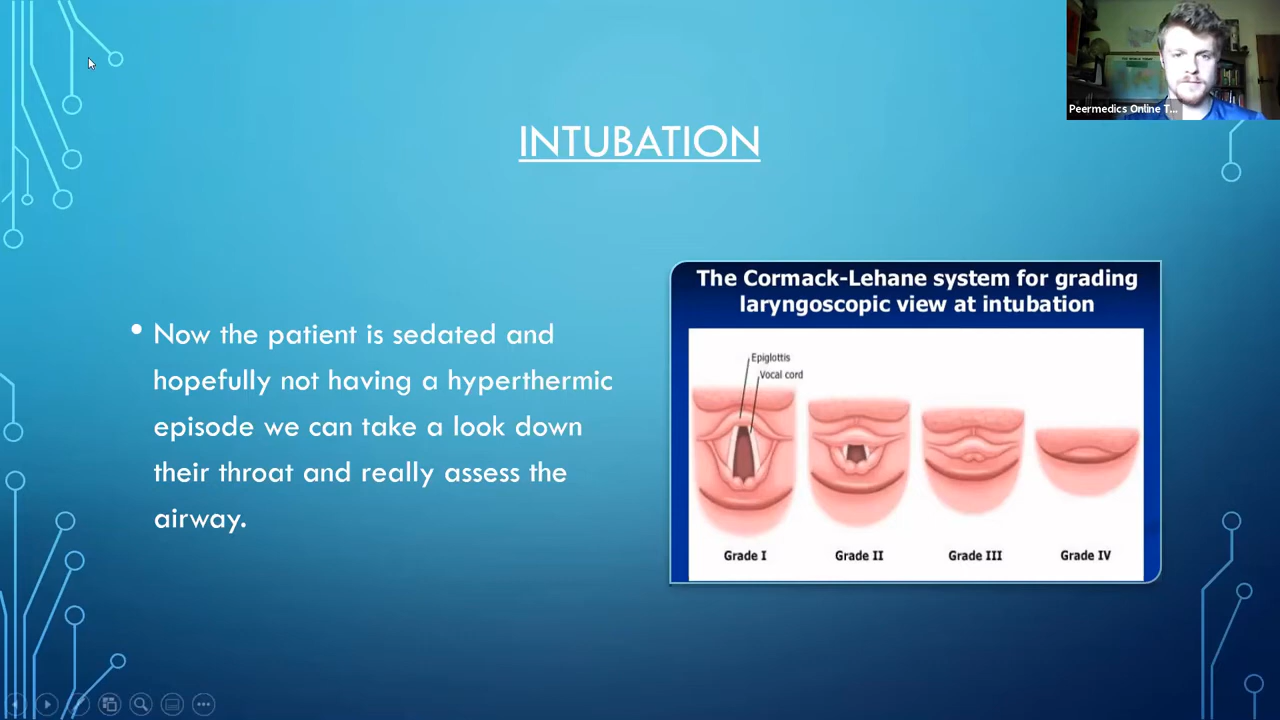 Peermedics Online T...
INTUBATION
• Now the patient is sedated and
hopefully not having a hyperthermic
episode we can take a look down
their throat and really assess the
airway.
The Cormack-Lehane system for grading
laryngoscopic view at intubation
Epiglottis
Vocal cord
Grade I
Grade II
Grade III
Grade IV